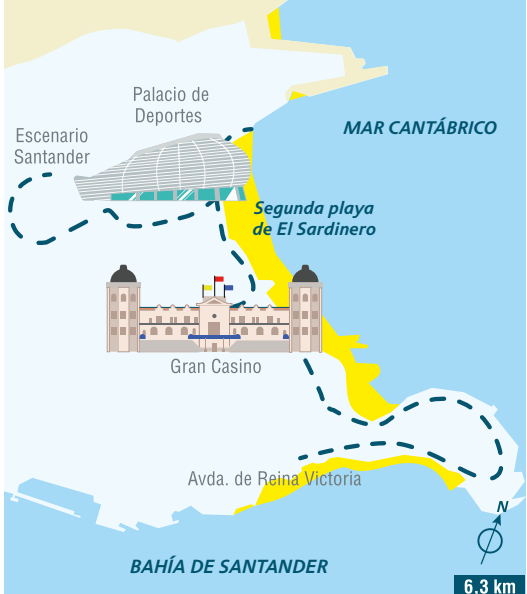 Palacio de
Deportes
Escenario
Santander
MAR CANTÁBRICO
Segunda playa
de El Sardinero
Gran Casino
Avda. de Reina Victoria
N
BAHÍA DE SANTANDER
6,3 km